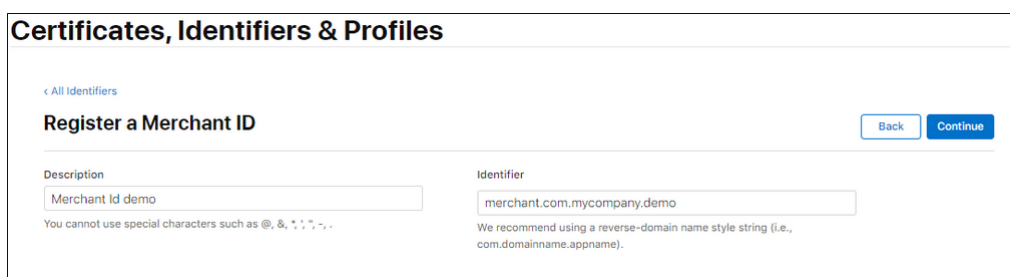 Certificates, Identifiers & Profiles
‹ All Identifiers
Register a Merchant ID
Back
Continue
Description
Identifier
Merchant Id demo
merchant.com.mycompany.demo
You cannot use special characters such as @, &, *, ', ", -, .
We recommend using a reverse-domain name style string (i.e.,
com.domainname.appname).